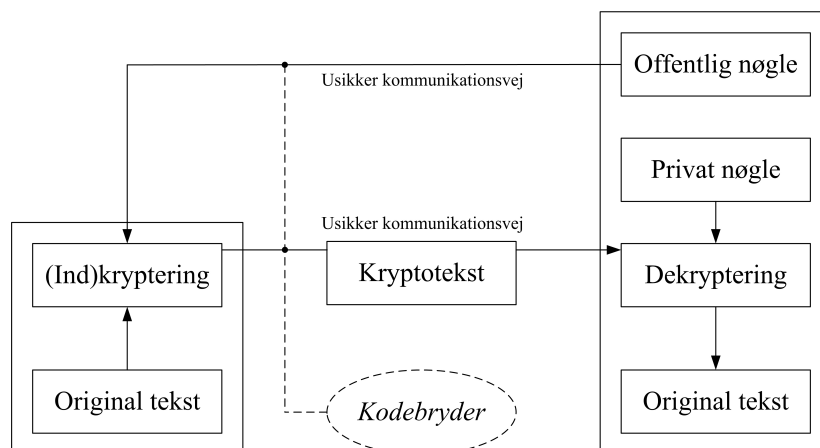 Offentlig nøgle
Usikker kommunikationsvej
Privat nøgle
Usikker kommunikationsvej
(Ind)kryptering
Kryptotekst
Dekryptering
Original tekst
Kodebryder
Original tekst